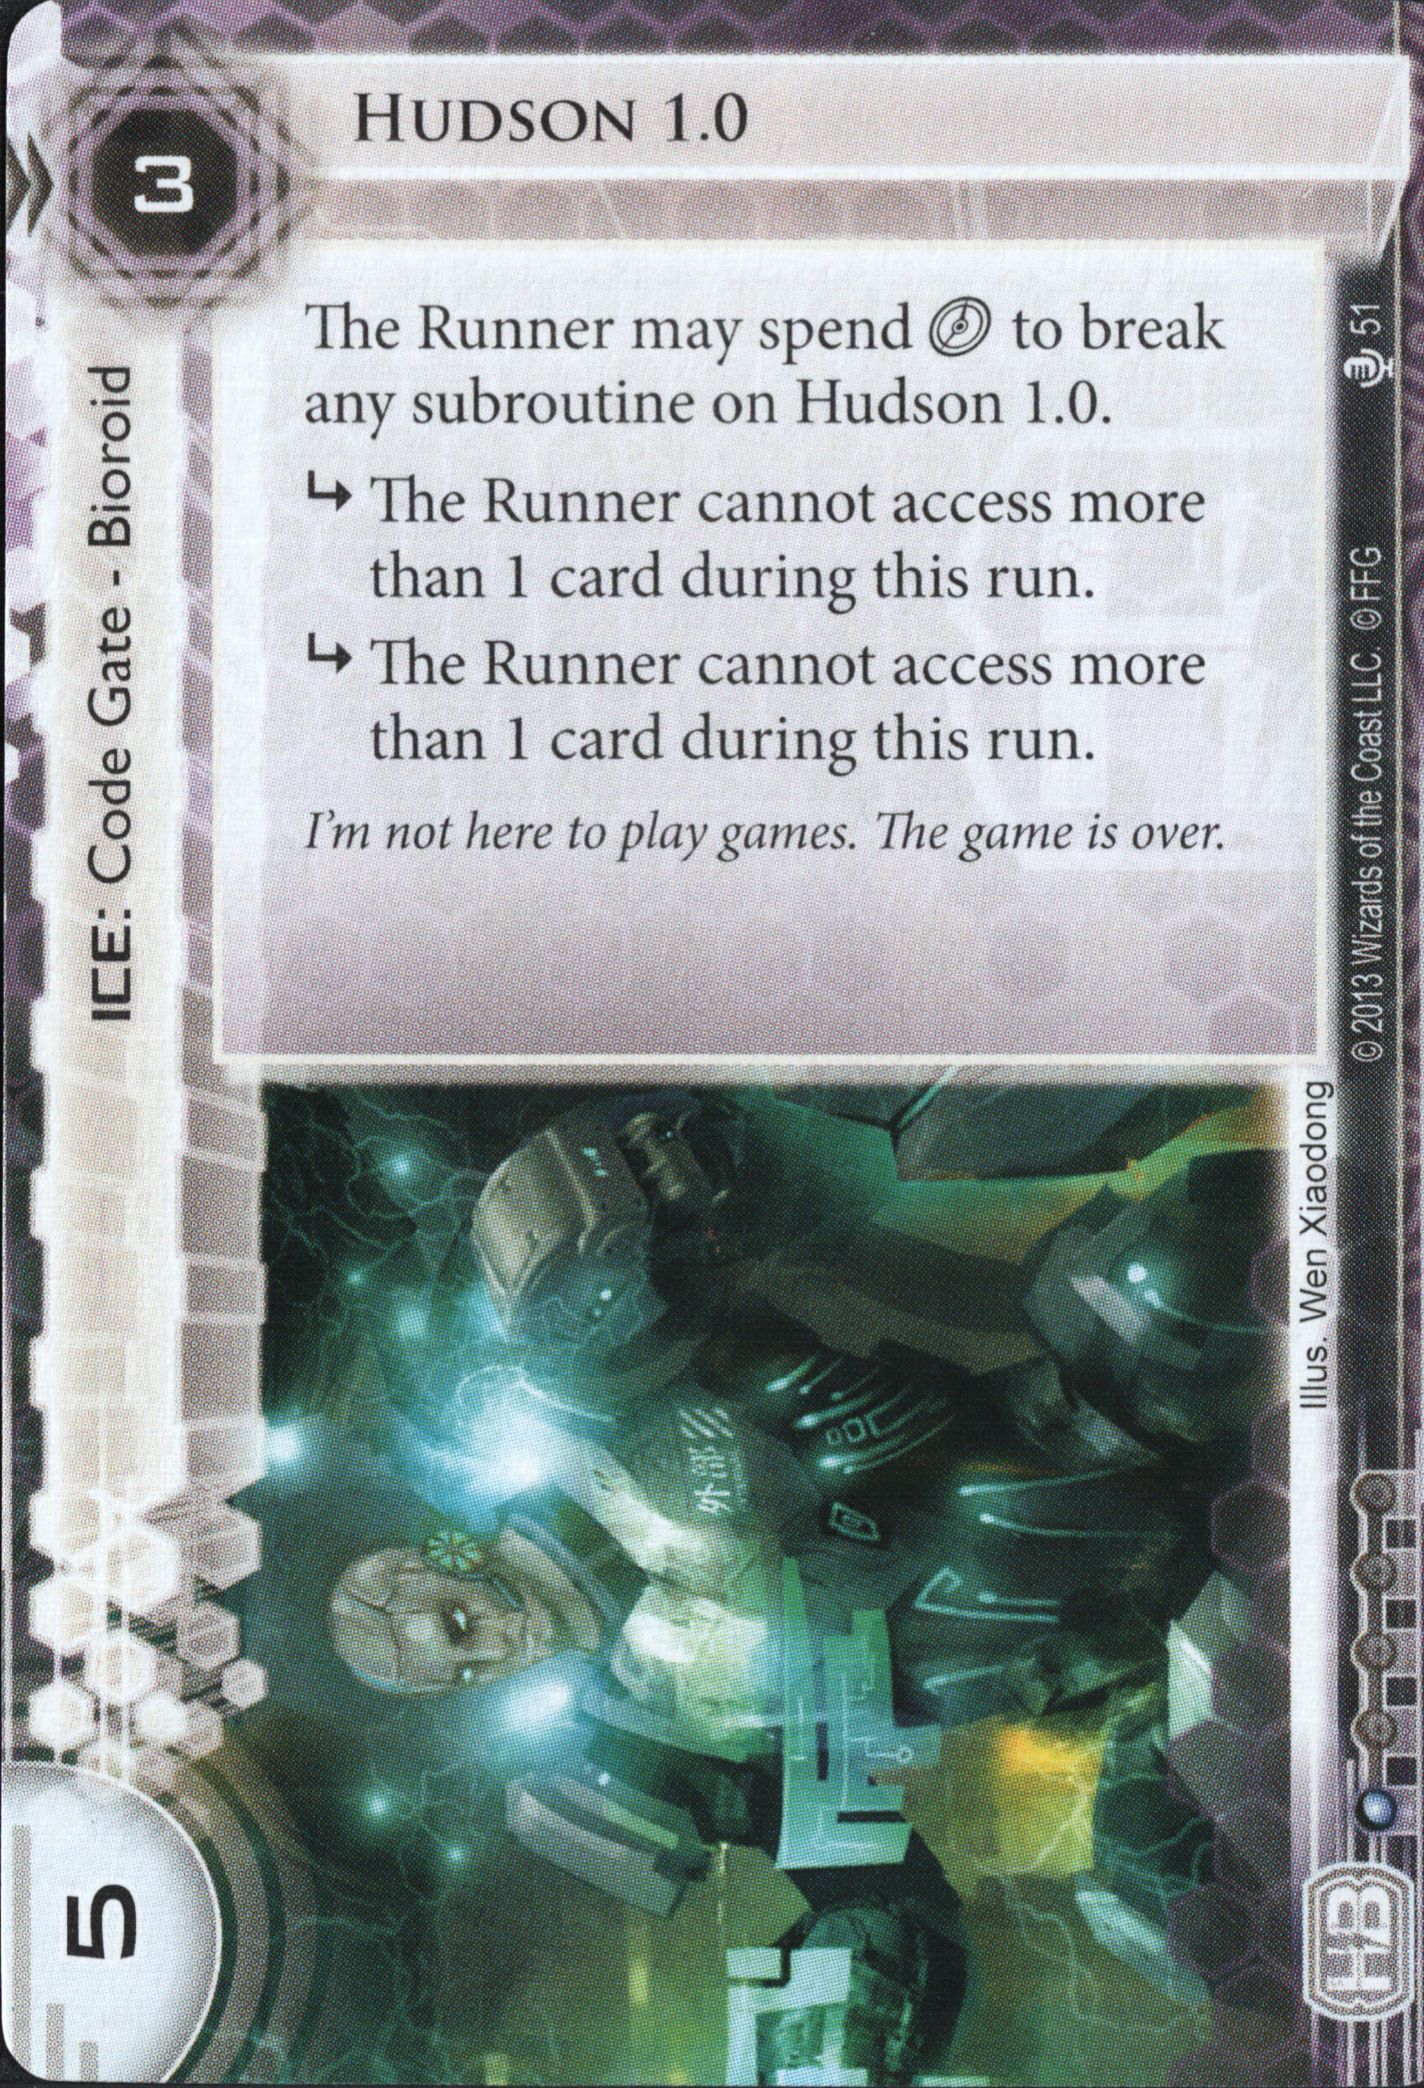 3
HUDSON 1.0
ICE: Code Gate - Bioroid
The Runner may spend to break
any subroutine on Hudson 1.0.
The Runner cannot access more
than 1 card during this run.
The Runner cannot access more
than 1 card during this run.
I'm not here to play games. The game is over.
5
外部
Illus. Wen Xiaodong
© 2013 Wizards of the Coast LLC. © FFG
51
HB